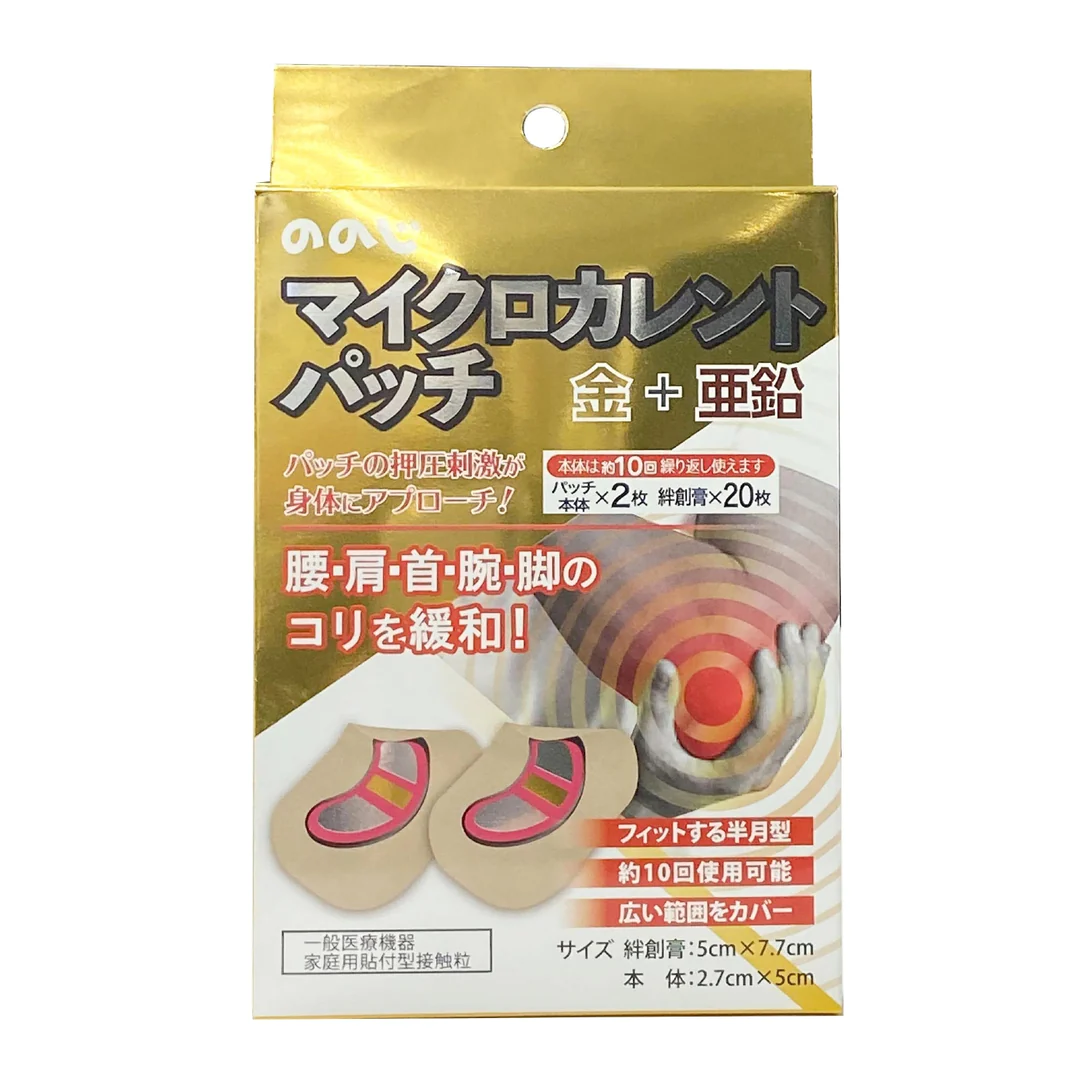 ののじ
マイクロカレント
パッチ
金+亜鉛
パッチの押圧刺激が
身体にアプローチ!
本体は約10回繰り返し使えます
パッチ本体×2枚 絆創膏×20枚
腰・肩・首・腕・脚の
コリを緩和!
フィットする半月型
約10回使用可能
広い範囲をカバー
一般医療機器
家庭用貼付型接触粒
サイズ 絆創膏:5cm×7.7cm
本 体:2.7cm×5cm